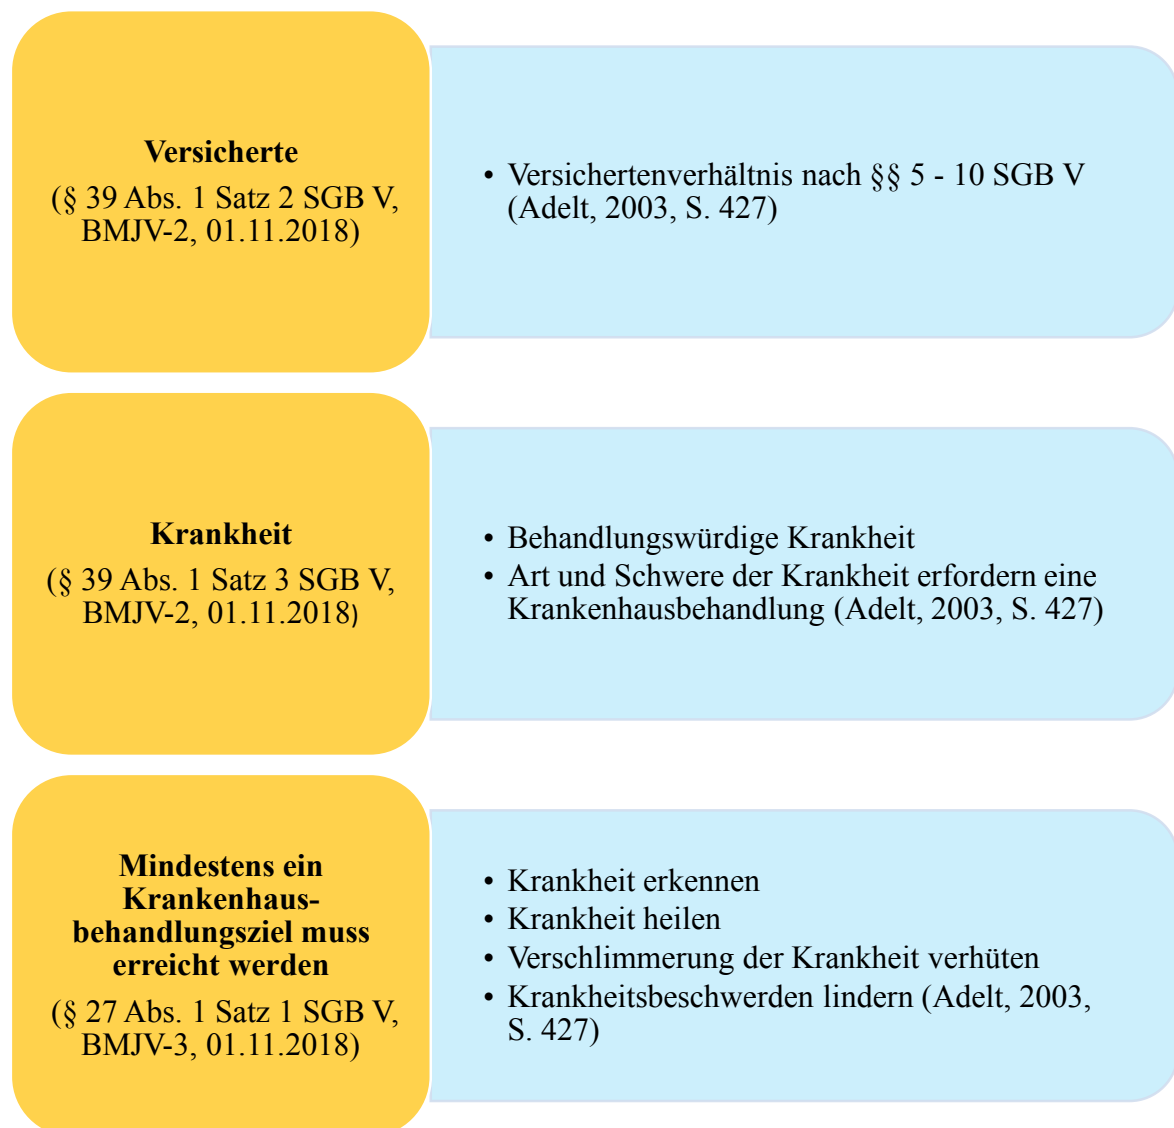 Versicherte
(§ 39 Abs. 1 Satz 2 SGB V,
BMJV-2, 01.11.2018)
• Versichertenverhältnis nach §§ 5 - 10 SGB V
(Adelt, 2003, S. 427)
Krankheit
(§ 39 Abs. 1 Satz 3 SGB V,
BMJV-2, 01.11.2018)
• Behandlungswürdige Krankheit
• Art und Schwere der Krankheit erfordern eine
Krankenhausbehandlung (Adelt, 2003, S. 427)
Mindestens ein
Krankenhaus-
behandlungsziel muss
erreicht werden
(§ 27 Abs. 1 Satz 1 SGB V,
BMJV-3, 01.11.2018)
• Krankheit erkennen
• Krankheit heilen
• Verschlimmerung der Krankheit verhüten
• Krankheitsbeschwerden lindern (Adelt, 2003,
S. 427)